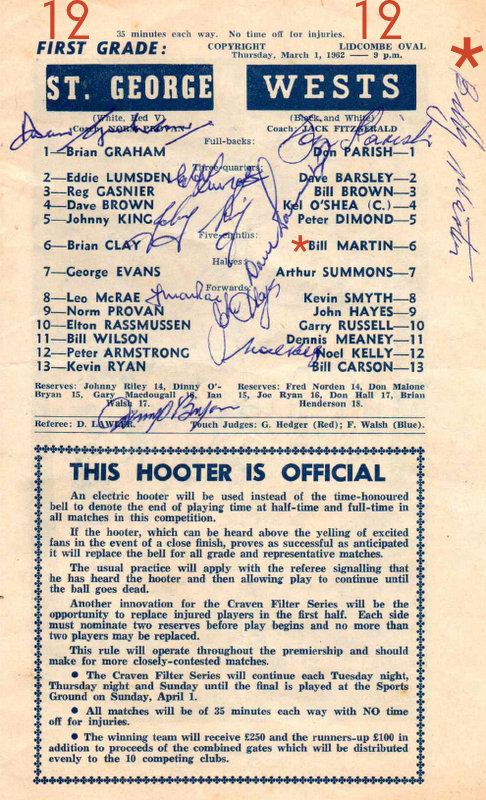 12 12
35 minutes each way. No time off for injuries.
FIRST GRADE: COPYRIGHT LIDCOMBE OVAL
Thursday, March 1, 1962 — 9 p.m.
ST. GEORGE WESTS
(White, Red V) (Black and White)
Coach: NORM PROVAN Coach: JACK FITZGERALD
Full-backs:
1—Brian GRAHAM Don PARISH—1
Three-quarters:
2—Eddie LUMSDEN Dave BARSLEY—2
3—Reg GASNIER Bill BROWN—3
4—Dave BROWN Kel O'SHEA (C.)—4
5—Johnny KING Peter DIMOND—5
Five-eighths:
6—Brian CLAY *Bill MARTIN—6
Halves:
7—George EVANS Arthur SUMMONS—7
Forwards:
8—Leo McRAE Kevin SMYTH—8
9—Norm PROVAN John HAYES—9
10—Elton RASSMUSSEN Garry RUSSELL—10
11—Bill WILSON Dennis MEANEY—11
12—Peter ARMSTRONG Noel KELLY—12
13—Kevin RYAN Bill CARSON—13
Reserves: Johnny Riley 14, Dinny O'-
Bryan 15, Gary Macdougall 16, Ian
Walsh 17.
Reserves: Fred Norden 14, Don Malone
15, Joe Ryan 16, Don Hall 17, Brian
Henderson 18.
Referee: D. LAWLER. Touch Judges: G. Hedger (Red); F. Walsh (Blue).
THIS HOOTER IS OFFICIAL
An electric hooter will be used instead of the time-honoured
bell to denote the end of playing time at half-time and full-time in
all matches in this competition.
If the hooter, which can be heard above the yelling of excited
fans in the event of a close finish, proves as successful as anticipated
it will replace the bell for all grade and representative matches.
The usual practice will apply with the referee signalling that
he has heard the hooter and then allowing play to continue until
the ball goes dead.
Another innovation for the Craven Filter Series will be the
opportunity to replace injured players in the first half. Each side
must nominate two reserves before play begins and no more than
two players may be replaced.
This rule will operate throughout the premiership and should
make for more closely-contested matches.
● The Craven Filter Series will continue each Tuesday night,
Thursday night and Sunday until the final is played at the Sports
Ground on Sunday, April 1.
● All matches will be of 35 minutes each way with NO time
off for injuries.
● The winning team will receive £250 and the runners-up £100 in
addition to proceeds of the combined gates which will be distributed
evenly to the 10 competing clubs.
*
Billy Martin
Don Parish
Noel Kelly